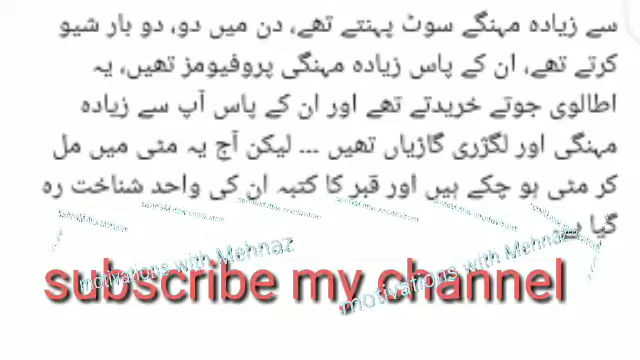 سے زیادہ مہنگے سوٹ پہنتے تھے، دن میں دو، دو بار شیو
کرتے تھے، ان کے پاس زیادہ مہنگی پروفیومز تھیں، یہ
اطالوی جوتے خریدتے تھے اور ان کے پاس آپ سے زیادہ
مہنگی اور لگژری گاڑیاں تھیں ... لیکن آج یہ مٹی میں مل
کر مٹی ہو چکے ہیں اور قبر کا کتبہ ان کی واحد شناخت رہ
گیا ہے
motivations with Mehnaz
motivations with Mehnaz
subscribe my channel